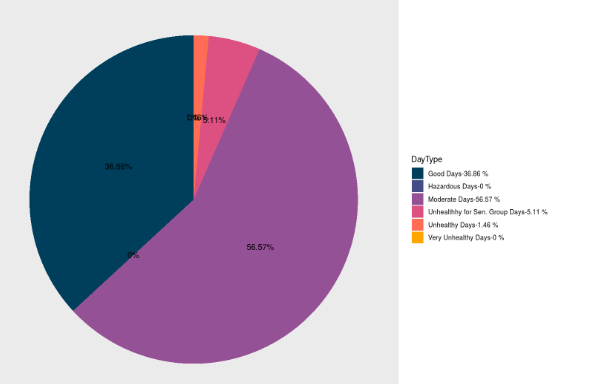 36.86%
0%
56.57%
5.11%
DayType
Good Days-36.86 %
Hazardous Days-0 %
Moderate Days-56.57 %
Unhealthhy for Sen. Group Days-5.11 %
Unhealthy Days-1.46 %
Very Unhealthy Days-0 %